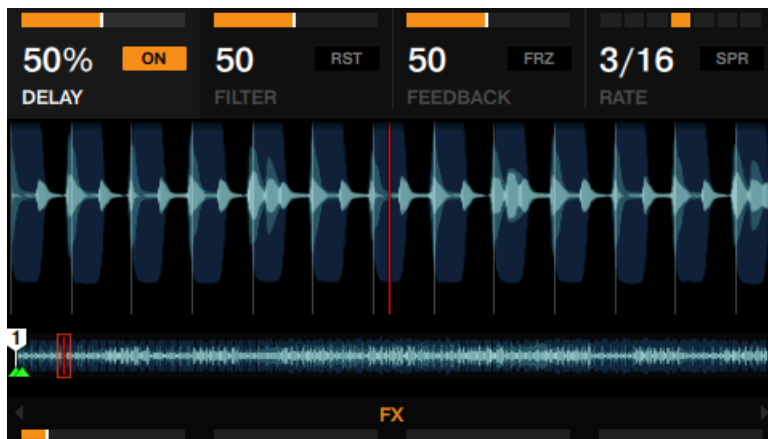 50% ON 50 RST 50 FRZ 3/16 SPR
DELAY FILTER FEEDBACK RATE
1
FX